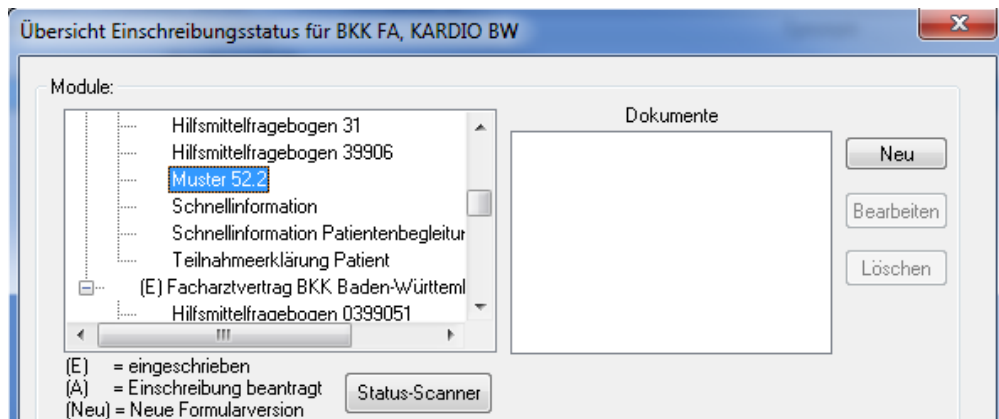 Übersicht Einschreibungsstatus für BKK FA, KARDIO BW
Module:
Hilfsmittelfragebogen 31
Hilfsmittelfragebogen 39906
Muster 52.2
Schnellinformation
Schnellinformation Patientenbegleitur
Teilnahmeerklärung Patient
(E) Facharztvertrag BKK Baden-Württeml
Hilfsmittelfragebogen 0399051
Dokumente
Neu
Bearbeiten
Löschen
(E) = eingeschrieben
(A) = Einschreibung beantragt
(Neu) = Neue Formularversion
Status-Scanner